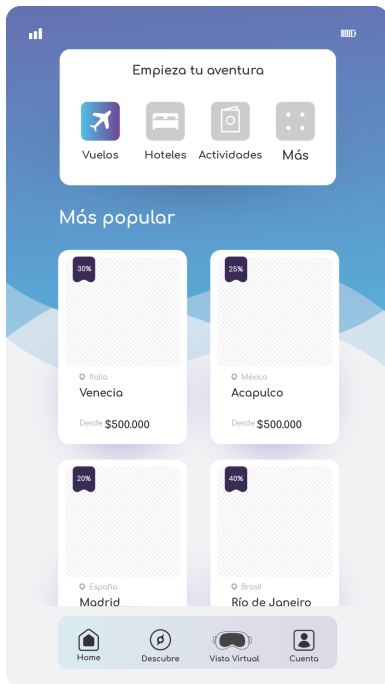 Empieza tu aventura
Vuelos Hoteles Actividades Más
Más popular
30%
Italia
Venecia
Desde $500.000
25%
México
Acapulco
Desde $500.000
20%
España
Madrid
40%
Brasil
Río de Janeiro
Home Descubre Vista Virtual Cuenta